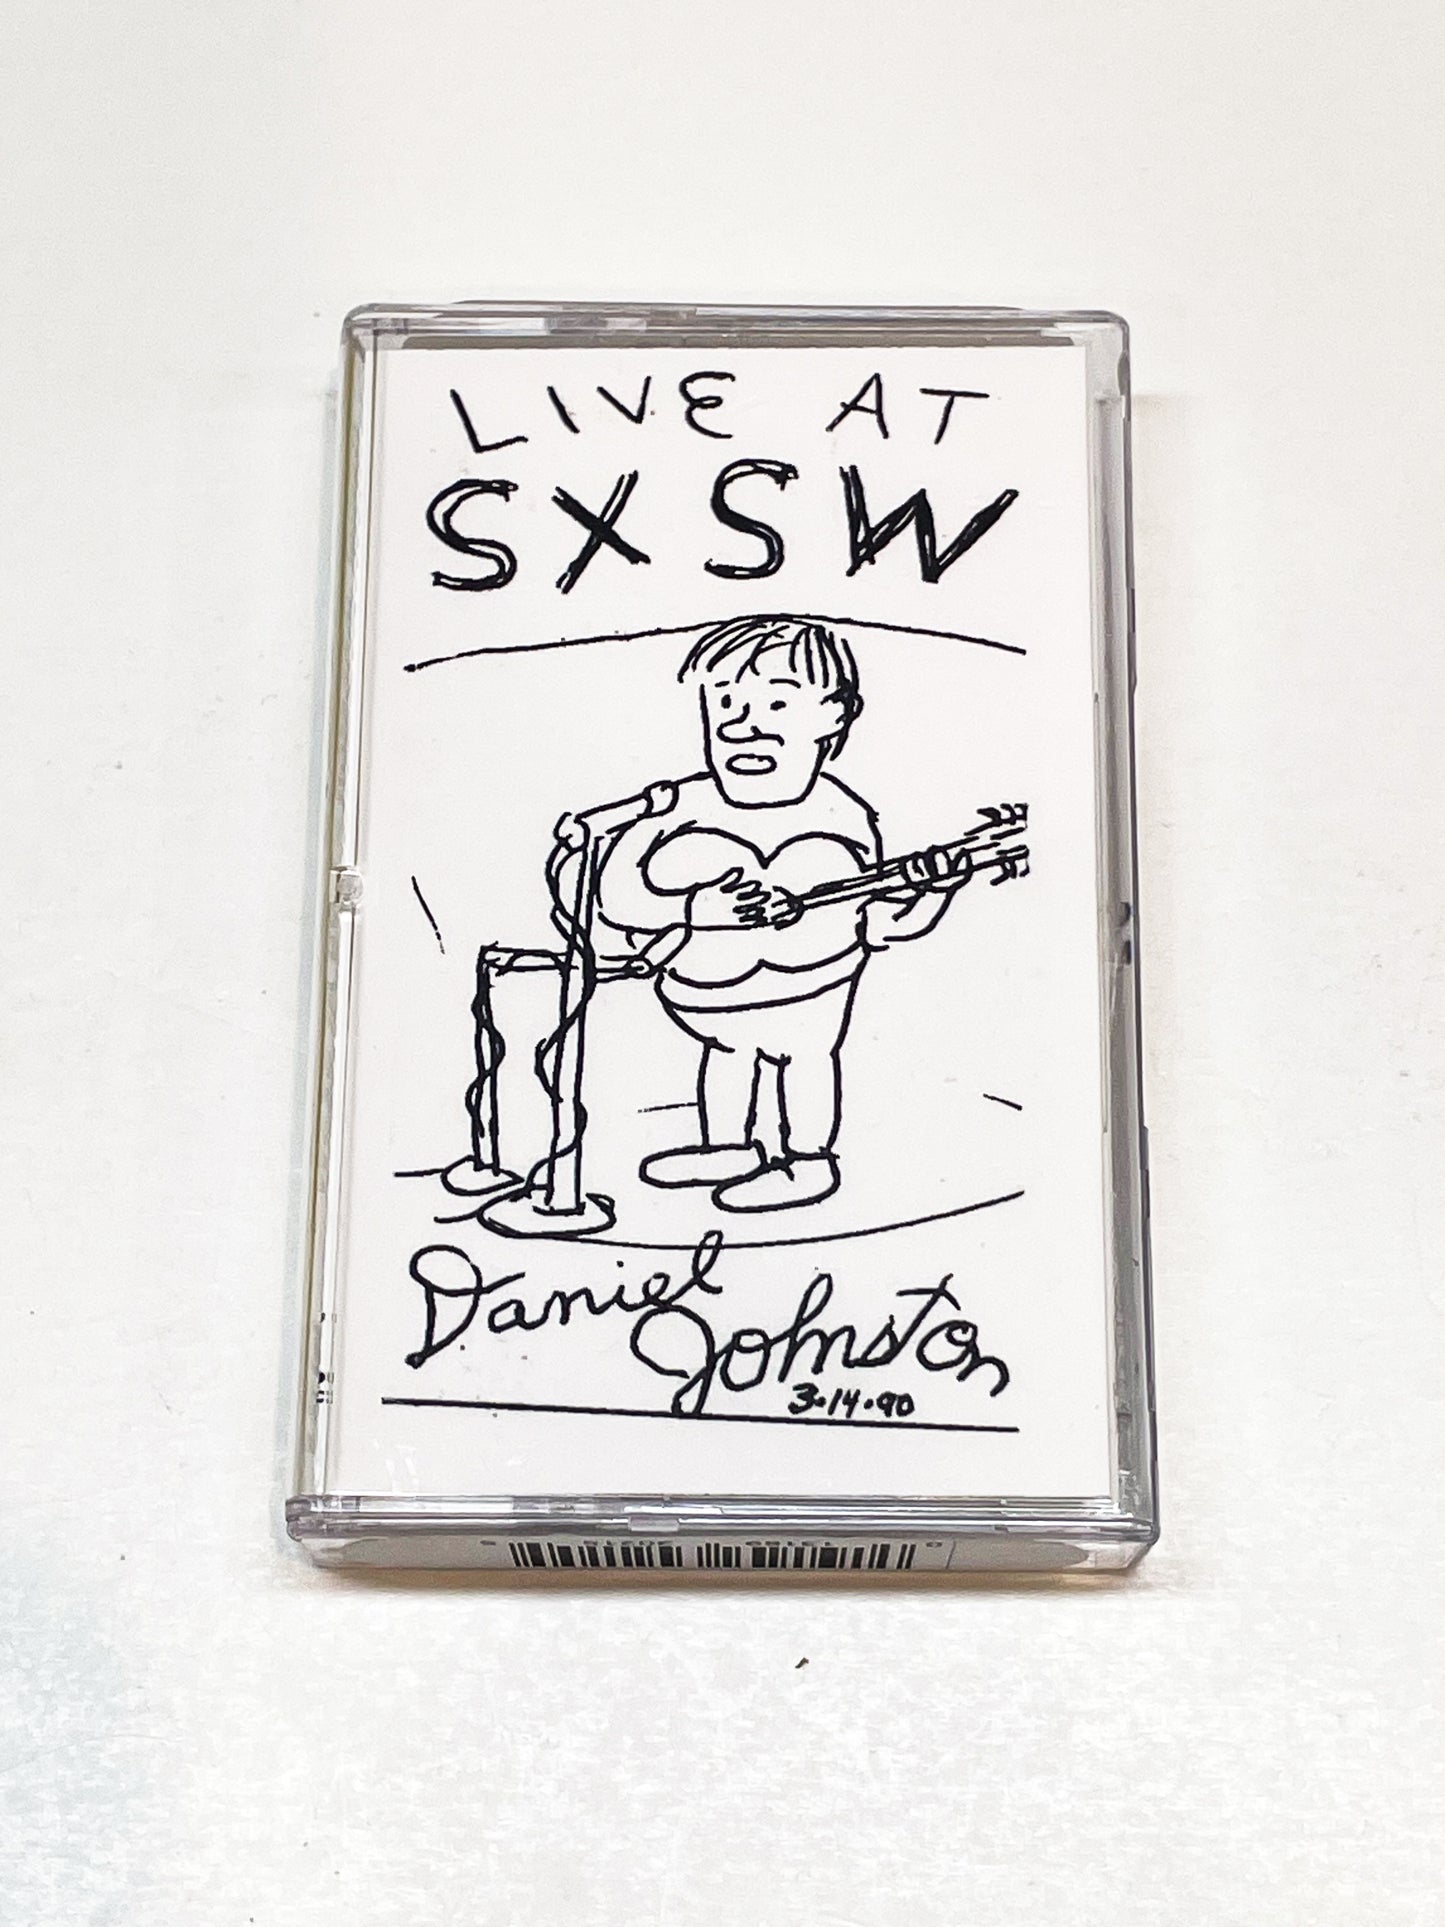 LIVE AT
SXSW
Daniel
Johnston
3.14.90